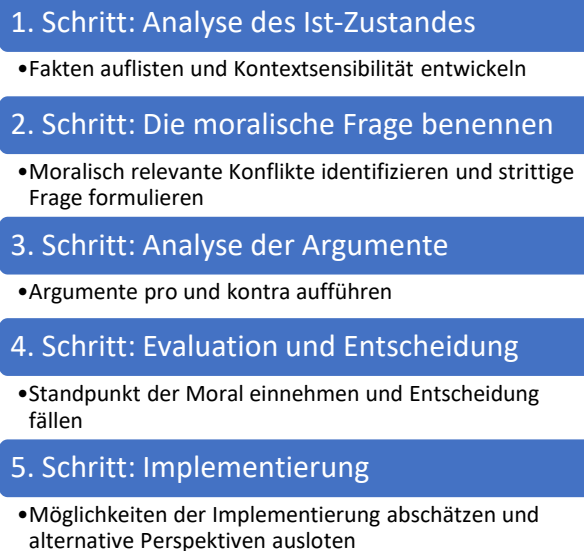 1. Schritt: Analyse des Ist-Zustandes
•Fakten auflisten und Kontextsensibilität entwickeln
2. Schritt: Die moralische Frage benennen
•Moralisch relevante Konflikte identifizieren und strittige
Frage formulieren
3. Schritt: Analyse der Argumente
•Argumente pro und kontra aufführen
4. Schritt: Evaluation und Entscheidung
•Standpunkt der Moral einnehmen und Entscheidung
fällen
5. Schritt: Implementierung
•Möglichkeiten der Implementierung abschätzen und
alternative Perspektiven ausloten